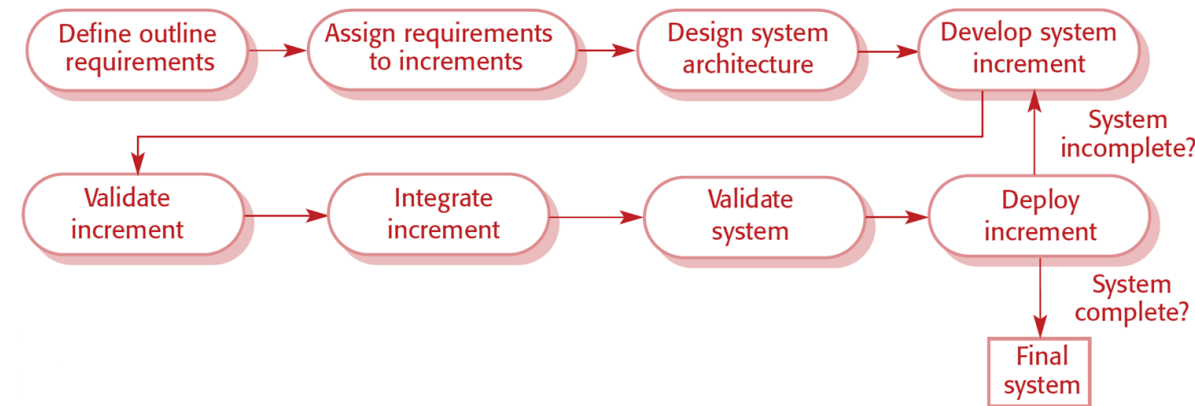 Define outline
requirements
Assign requirements
to increments
Design system
architecture
Develop system
increment
System
incomplete?
Validate
increment
Integrate
increment
Validate
system
Deploy
increment
System
complete?
Final
system